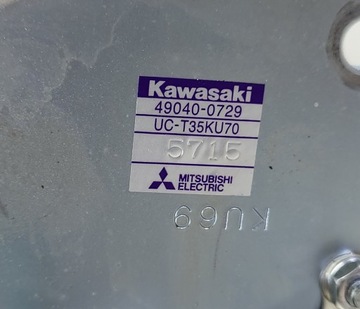 Kawasaki
49040-0729
UC-T35KU70
5715
MITSUBISHI
ELECTRIC
KU69